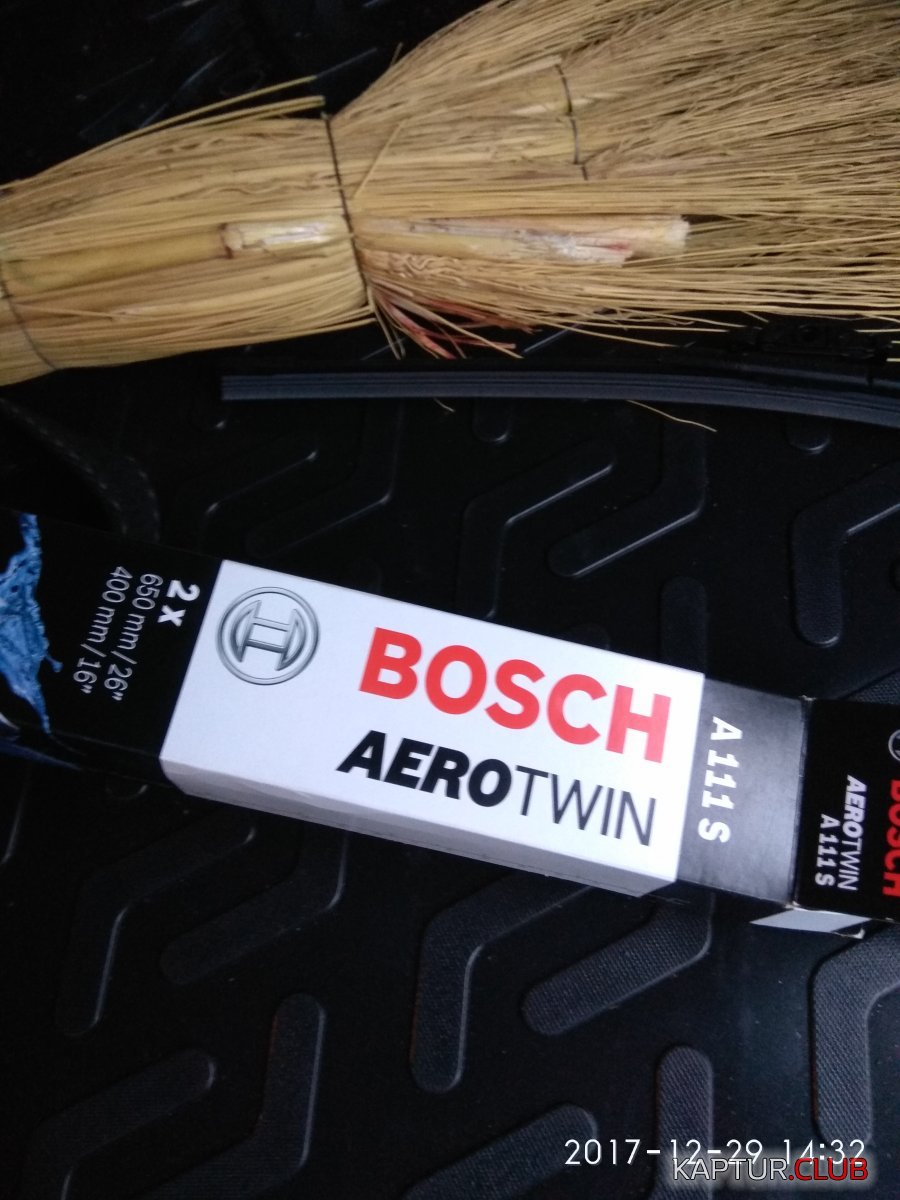 2 x
650 mm / 26"
400 mm / 16"
BOSCH
AEROTWIN
A 111 S
BOSCH
AEROTWIN
A 111 S
2017-12-29 14:32
KAPTUR.CLUB